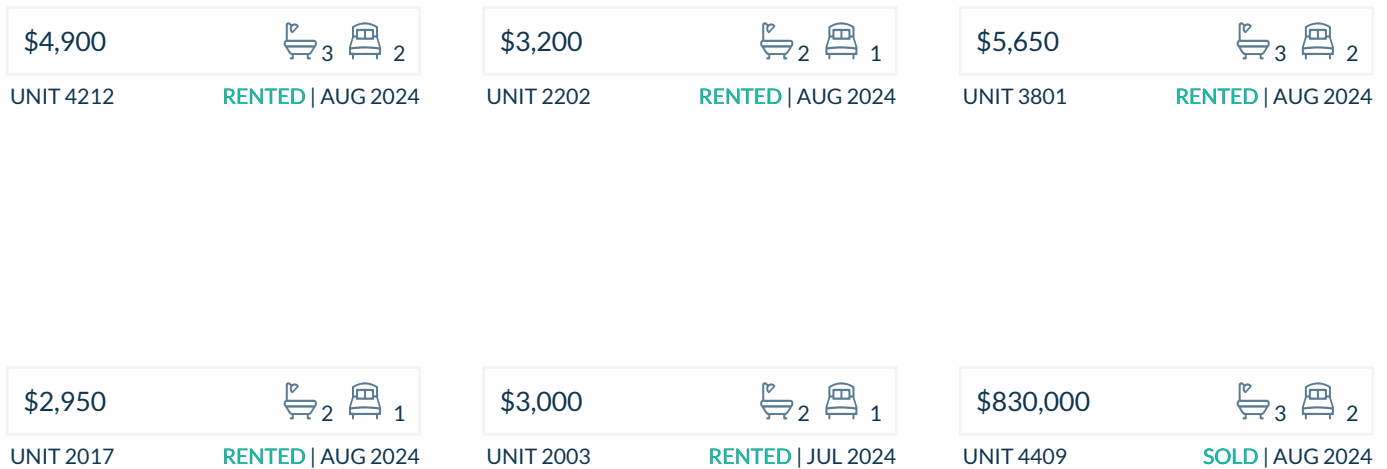 $4,900 3 2
UNIT 4212 RENTED | AUG 2024
$3,200 2 1
UNIT 2202 RENTED | AUG 2024
$5,650 3 2
UNIT 3801 RENTED | AUG 2024
$2,950 2 1
UNIT 2017 RENTED | AUG 2024
$3,000 2 1
UNIT 2003 RENTED | JUL 2024
$830,000 3 2
UNIT 4409 SOLD | AUG 2024